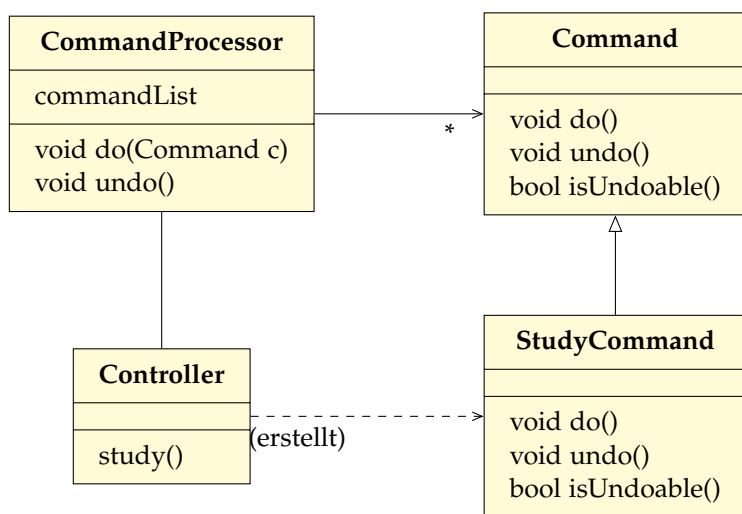 CommandProcessor
commandList
void do(Command c)
void undo()
*
Command
void do()
void undo()
bool isUndoable()
Controller
study()
(erstellt)
StudyCommand
void do()
void undo()
bool isUndoable()